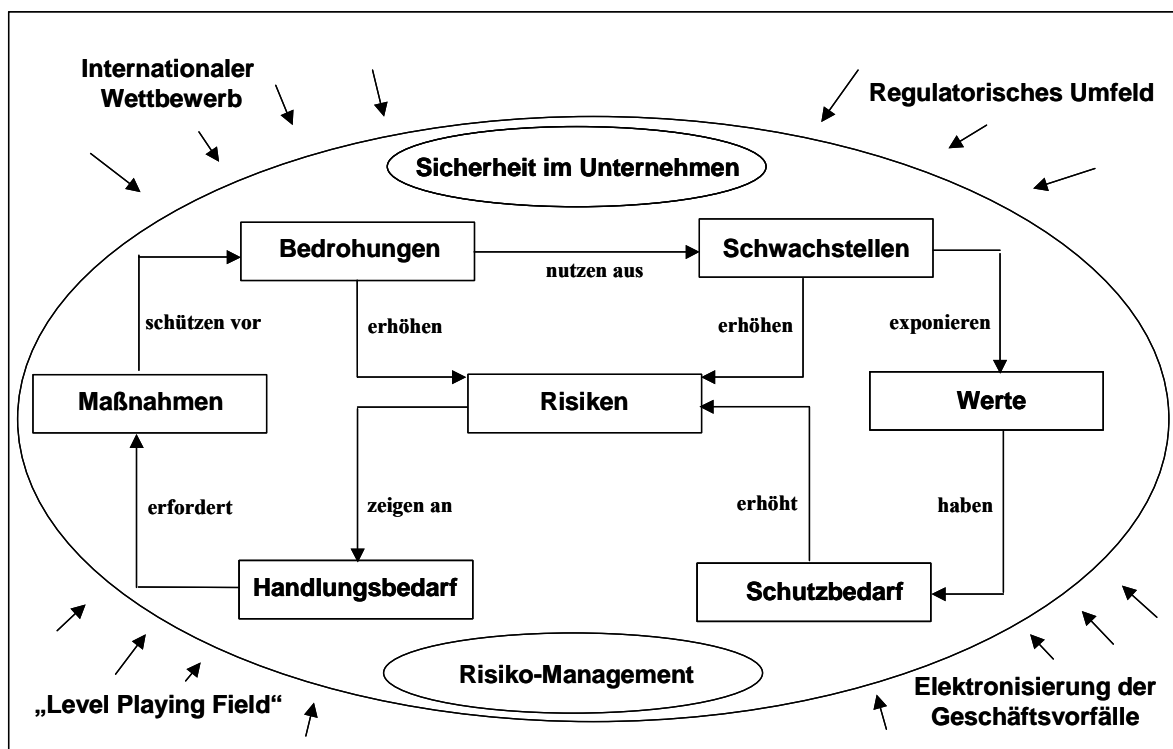 Internationaler
Wettbewerb
Regulatorisches Umfeld
Sicherheit im Unternehmen
Bedrohungen
nutzen aus
Schwachstellen
schützen vor
erhöhen
erhöhen
exponieren
Maßnahmen
Risiken
Werte
erfordert
zeigen an
erhöht
haben
Handlungsbedarf
Schutzbedarf
Risiko-Management
„Level Playing Field“
Elektronisierung der
Geschäftsvorfälle